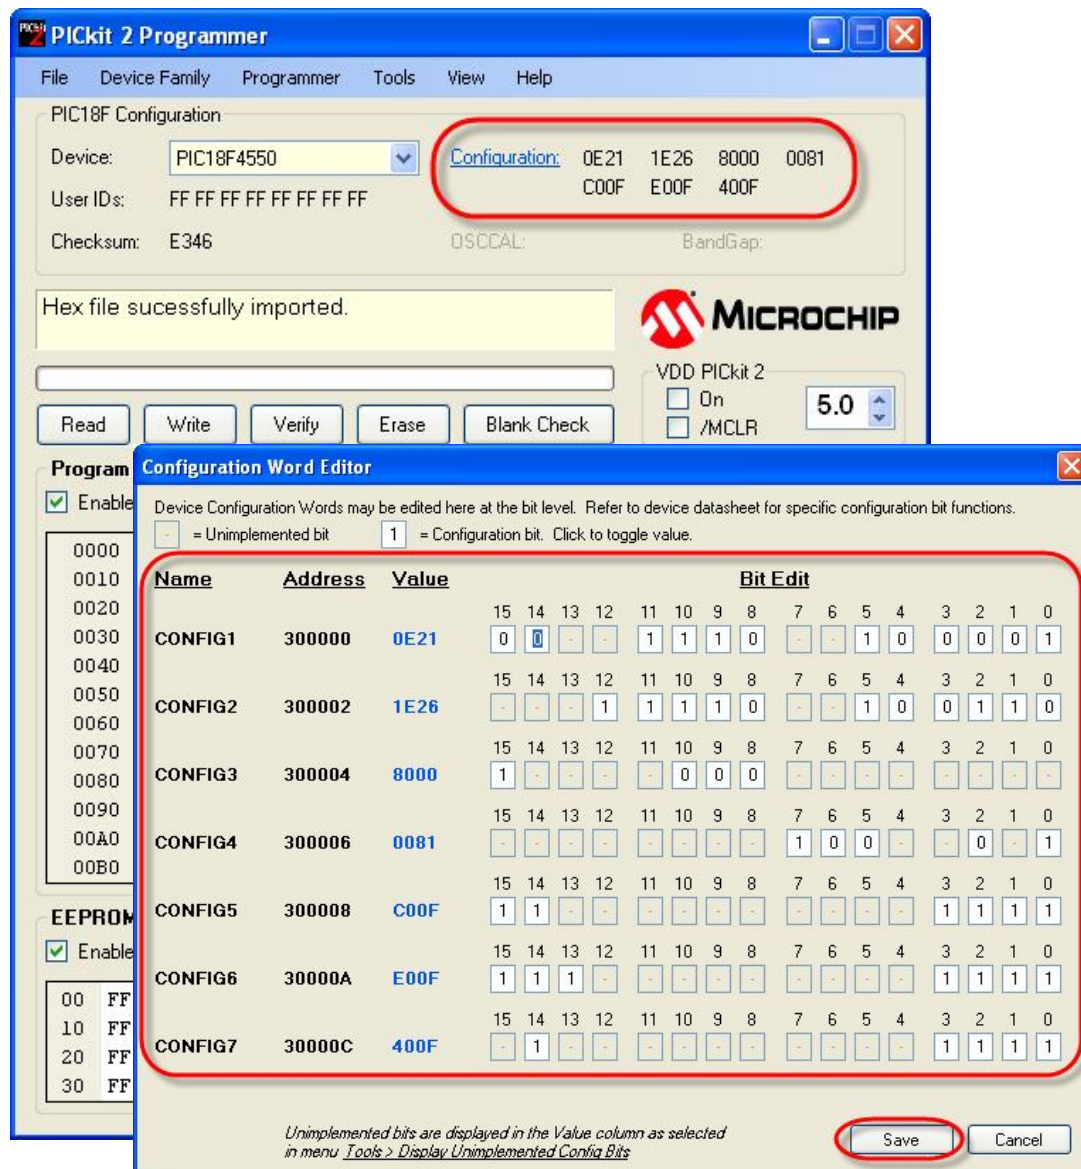 PICkit 2 Programmer
File Device Family Programmer Tools View Help
PIC18F Configuration
Device: PIC18F4550 Configuration: 0E21 1E26 8000 0081
User IDs: FF FF FF FF FF FF FF FF C00F E00F 400F
Checksum: E346 OSCCAL: BandGap:
Hex file sucessfully imported.
MICROCHIP
VDD PICkit 2
On
/MCLR
5.0
Read Write Verify Erase Blank Check
Program
Enable
0000
0010
0020
0030
0040
0050
0060
0070
0080
0090
00A0
00B0
EEPROM
Enable
00 FF
10 FF
20 FF
30 FF
Configuration Word Editor
Device Configuration Words may be edited here at the bit level. Refer to device datasheet for specific configuration bit functions.
- = Unimplemented bit 1 = Configuration bit. Click to toggle value.
Name Address Value Bit Edit
15 14 13 12 11 10 9 8 7 6 5 4 3 2 1 0
CONFIG1 300000 0E21 0 0 - - 1 1 1 0 - - 1 0 0 0 0 1
15 14 13 12 11 10 9 8 7 6 5 4 3 2 1 0
CONFIG2 300002 1E26 - - - 1 1 1 1 0 - - 1 0 0 1 1 0
15 14 13 12 11 10 9 8 7 6 5 4 3 2 1 0
CONFIG3 300004 8000 1 - - - - 0 0 0 - - - - - - - -
15 14 13 12 11 10 9 8 7 6 5 4 3 2 1 0
CONFIG4 300006 0081 - - - - - - - - 1 0 0 - - 0 - 1
15 14 13 12 11 10 9 8 7 6 5 4 3 2 1 0
CONFIG5 300008 C00F 1 1 - - - - - - - - - - 1 1 1 1
15 14 13 12 11 10 9 8 7 6 5 4 3 2 1 0
CONFIG6 30000A E00F 1 1 1 - - - - - - - - - 1 1 1 1
15 14 13 12 11 10 9 8 7 6 5 4 3 2 1 0
CONFIG7 30000C 400F - 1 - - - - - - - - - - 1 1 1 1
Unimplemented bits are displayed in the Value column as selected
in menu Tools > Display Unimplemented Config Bits
Save Cancel